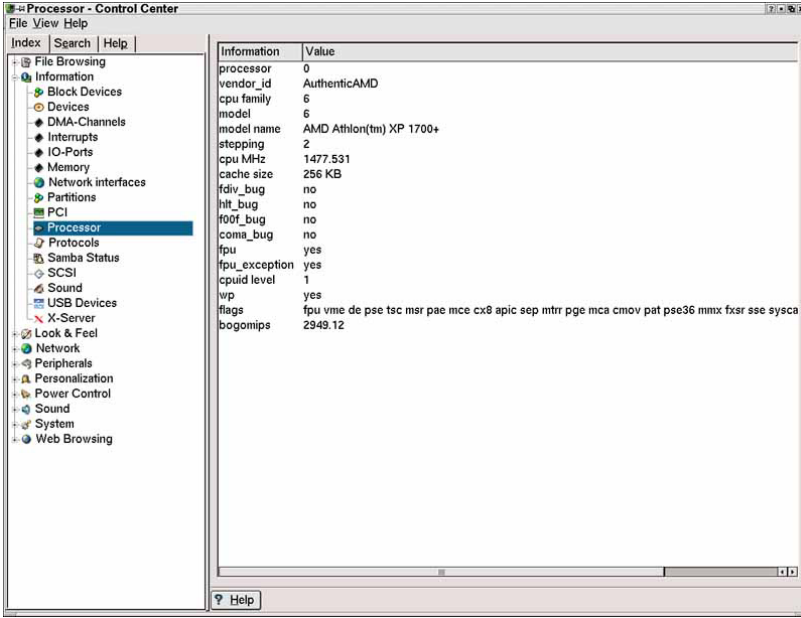 Processor - Control Center
File View Help
Index Search Help
File Browsing
Information
Block Devices
Devices
DMA-Channels
Interrupts
IO-Ports
Memory
Network interfaces
Partitions
PCI
Processor
Protocols
Samba Status
SCSI
Sound
USB Devices
X-Server
Look & Feel
Network
Peripherals
Personalization
Power Control
Sound
System
Web Browsing
Information Value
processor 0
vendor_id AuthenticAMD
cpu family 6
model 6
model name AMD Athlon(tm) XP 1700+
stepping 2
cpu MHz 1477.531
cache size 256 KB
fdiv_bug no
hlt_bug no
f00f_bug no
coma_bug no
fpu yes
fpu_exception yes
cpuid level 1
wp yes
flags fpu vme de pse tsc msr pae mce cx8 apic sep mtrr pge mca cmov pat pse36 mmx fxsr sse sysca
bogomips 2949.12
? Help